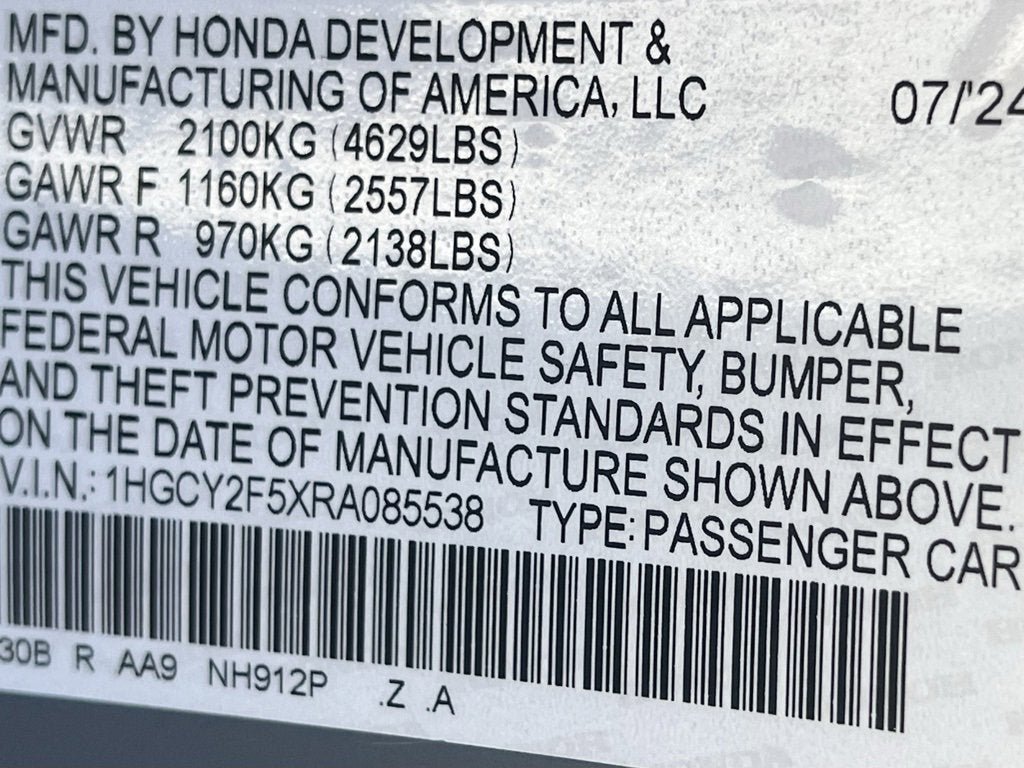 MFD. BY HONDA DEVELOPMENT &
MANUFACTURING OF AMERICA, LLC 07/'24
GVWR 2100KG (4629LBS)
GAWR F 1160KG (2557LBS)
GAWR R 970KG (2138LBS)
THIS VEHICLE CONFORMS TO ALL APPLICABLE
FEDERAL MOTOR VEHICLE SAFETY, BUMPER,
AND THEFT PREVENTION STANDARDS IN EFFECT
ON THE DATE OF MANUFACTURE SHOWN ABOVE.
V.I.N.: 1HGCY2F5XRA085538 TYPE: PASSENGER CAR
30B R AA9 NH912P .Z .A